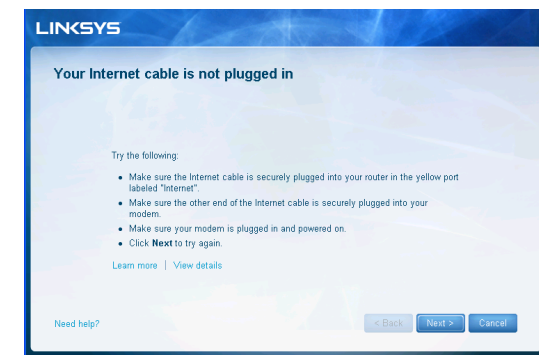 LINKSYS
Your Internet cable is not plugged in
Try the following:
• Make sure the Internet cable is securely plugged into your router in the yellow port
labeled "Internet".
• Make sure the other end of the Internet cable is securely plugged into your
modem.
• Make sure your modem is plugged in and powered on.
• Click Next to try again.
Learn more | View details
Need help? < Back Next > Cancel